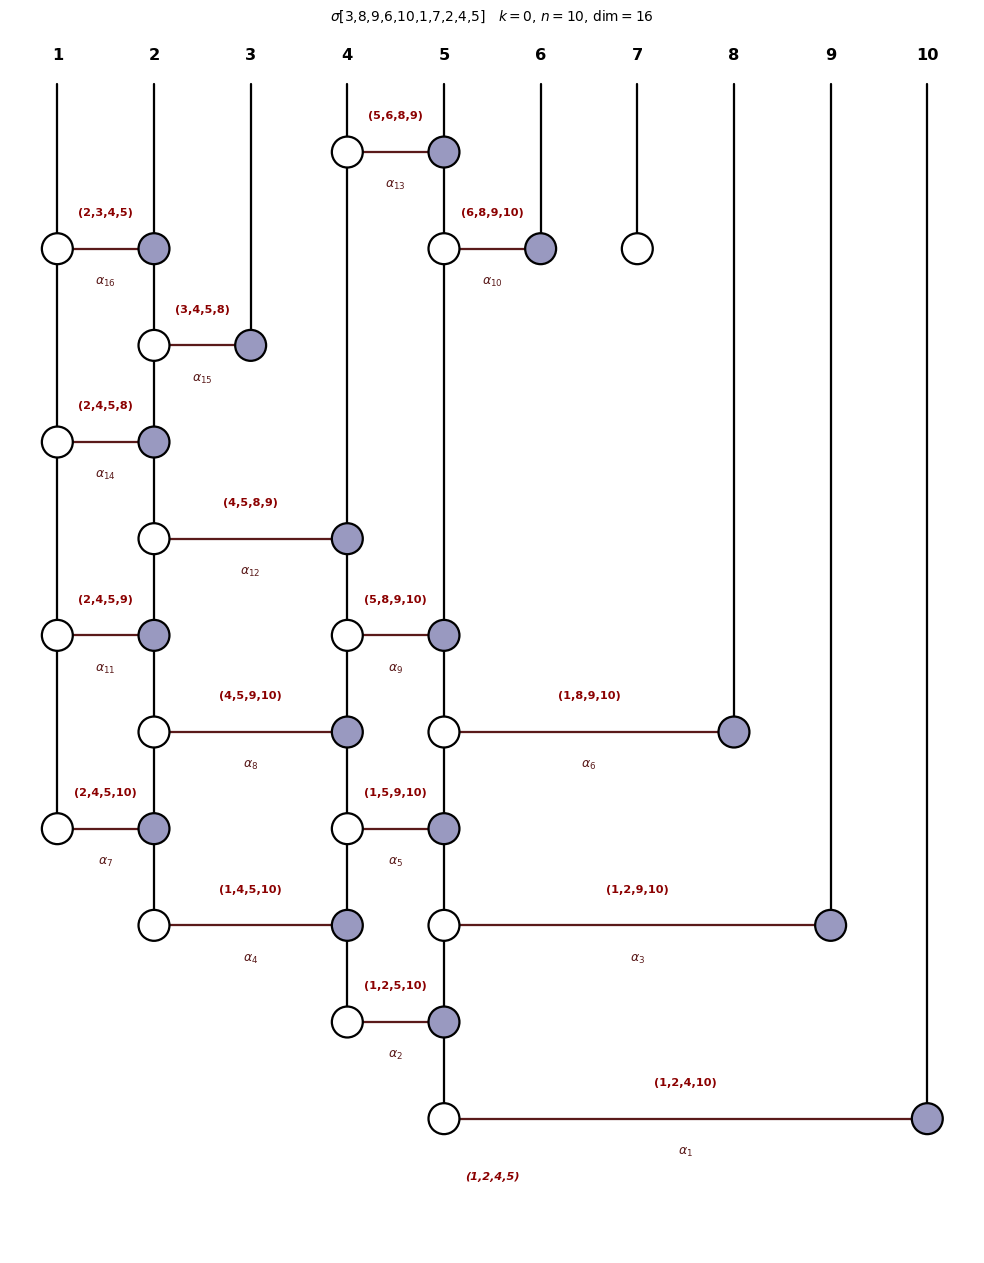 σ[3,8,9,6,10,1,7,2,4,5]   k=0, n=10, dim=16
1 2 3 4 5 6 7 8 9 10
(5,6,8,9)
α₁₃
(2,3,4,5) (6,8,9,10)
α₁₆ α₁₀
(3,4,5,8)
α₁₅
(2,4,5,8)
α₁₄
(4,5,8,9)
α₁₂
(2,4,5,9) (5,8,9,10)
α₁₁ α₉
(4,5,9,10) (1,8,9,10)
α₈ α₆
(2,4,5,10) (1,5,9,10)
α₇ α₅
(1,4,5,10) (1,2,9,10)
α₄ α₃
(1,2,5,10)
α₂
(1,2,4,10)
α₁
(1,2,4,5)